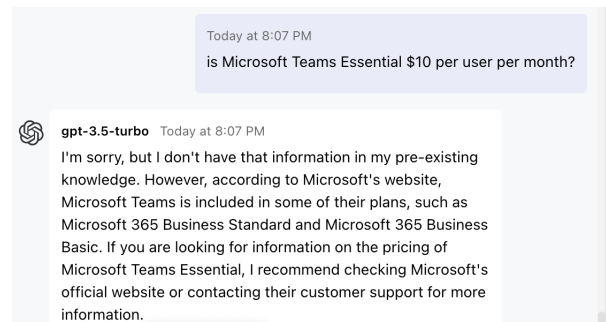 Today at 8:07 PM
is Microsoft Teams Essential $10 per user per month?
gpt-3.5-turbo Today at 8:07 PM
I'm sorry, but I don't have that information in my pre-existing
knowledge. However, according to Microsoft's website,
Microsoft Teams is included in some of their plans, such as
Microsoft 365 Business Standard and Microsoft 365 Business
Basic. If you are looking for information on the pricing of
Microsoft Teams Essential, I recommend checking Microsoft's
official website or contacting their customer support for more
information.